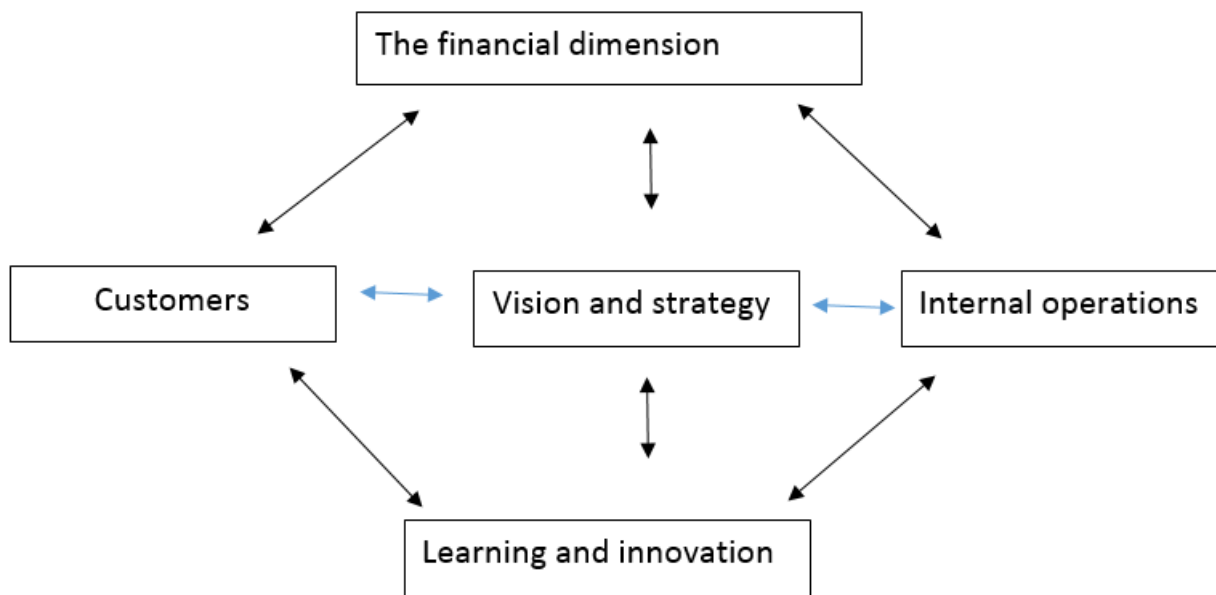 The financial dimension
Customers
Vision and strategy
Internal operations
Learning and innovation